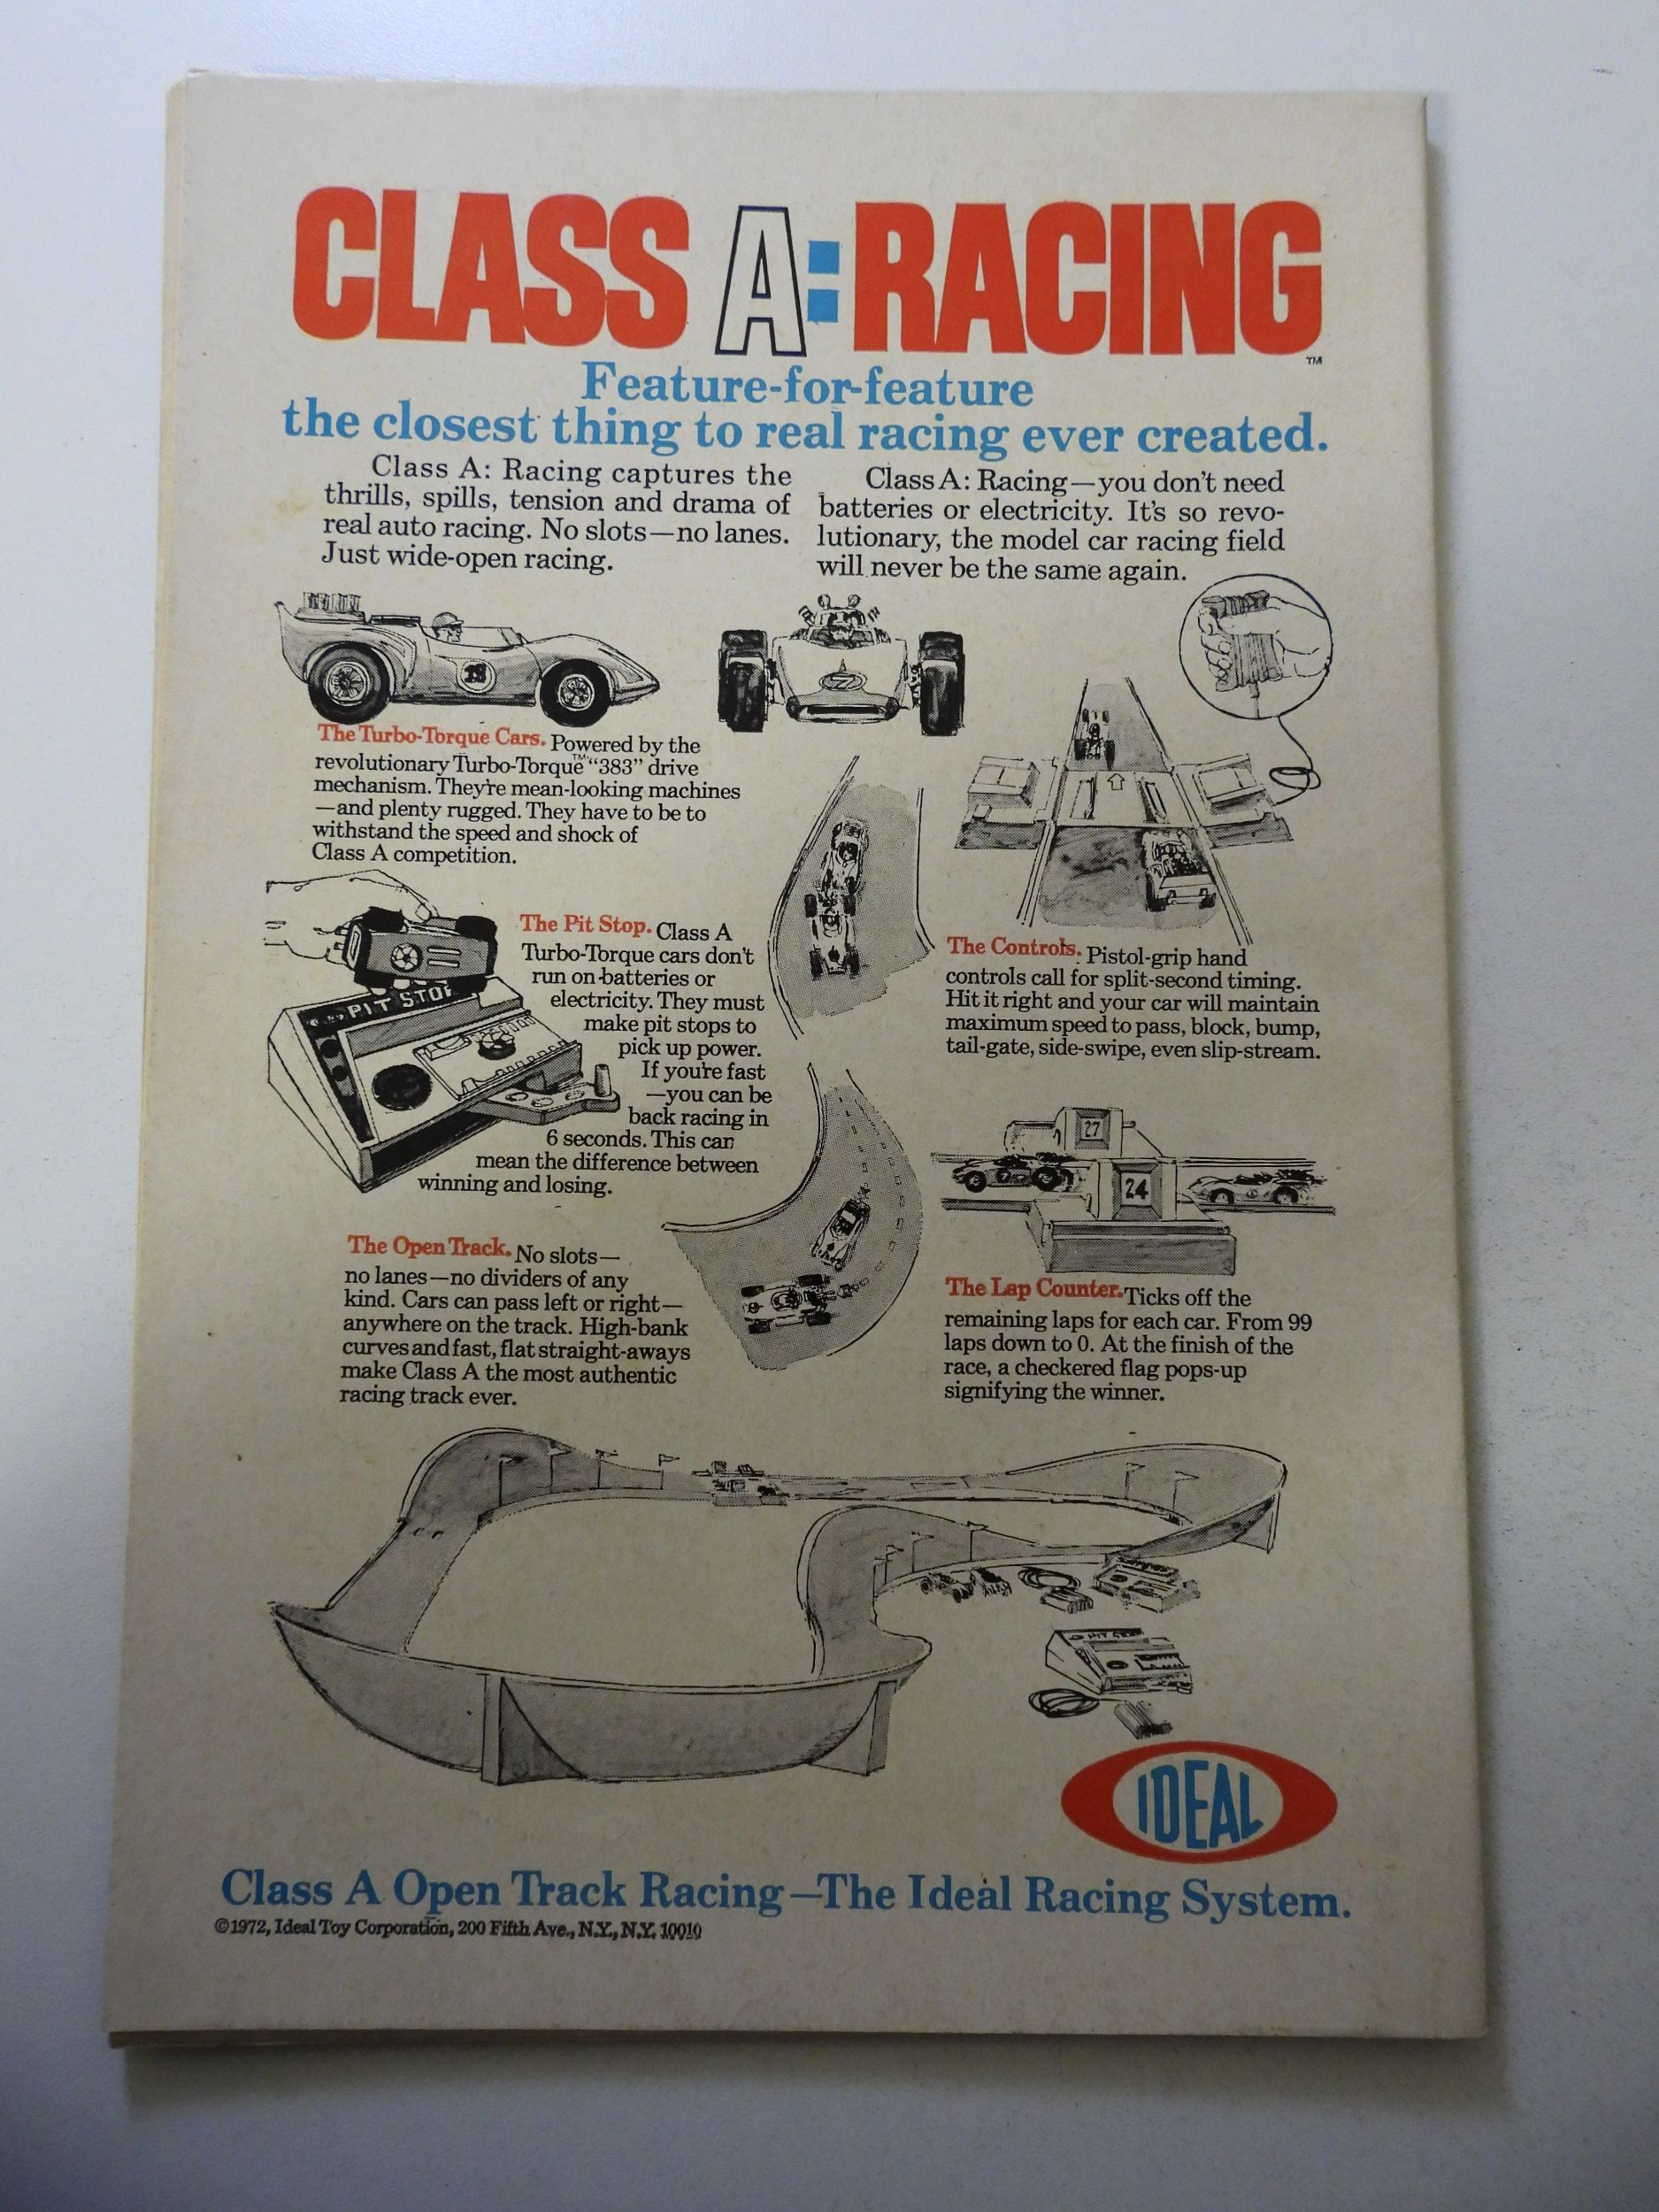 CLASS A: RACING
TM
Feature-for-feature
the closest thing to real racing ever created.
Class A: Racing captures the
thrills, spills, tension and drama of
real auto racing. No slots—no lanes.
Just wide-open racing.
Class A: Racing—you don't need
batteries or electricity. It's so revo-
lutionary, the model car racing field
will never be the same again.
The Turbo-Torque Cars. Powered by the
revolutionary Turbo-Torque™ “383” drive
mechanism. They're mean-looking machines
—and plenty rugged. They have to be to
withstand the speed and shock of
Class A competition.
PIT STOP
The Pit Stop. Class A
Turbo-Torque cars don't
run on batteries or
electricity. They must
make pit stops to
pick up power.
If you're fast
—you can be
back racing in
6 seconds. This can
mean the difference between
winning and losing.
The Controls. Pistol-grip hand
controls call for split-second timing.
Hit it right and your car will maintain
maximum speed to pass, block, bump,
tail-gate, side-swipe, even slip-stream.
27
24
The Open Track. No slots—
no lanes—no dividers of any
kind. Cars can pass left or right—
anywhere on the track. High-bank
curves and fast, flat straight-aways
make Class A the most authentic
racing track ever.
The Lap Counter. Ticks off the
remaining laps for each car. From 99
laps down to 0. At the finish of the
race, a checkered flag pops-up
signifying the winner.
IDEAL
Class A Open Track Racing—The Ideal Racing System.
©1972, Ideal Toy Corporation, 200 Fifth Ave., N.Y., N.Y. 10010